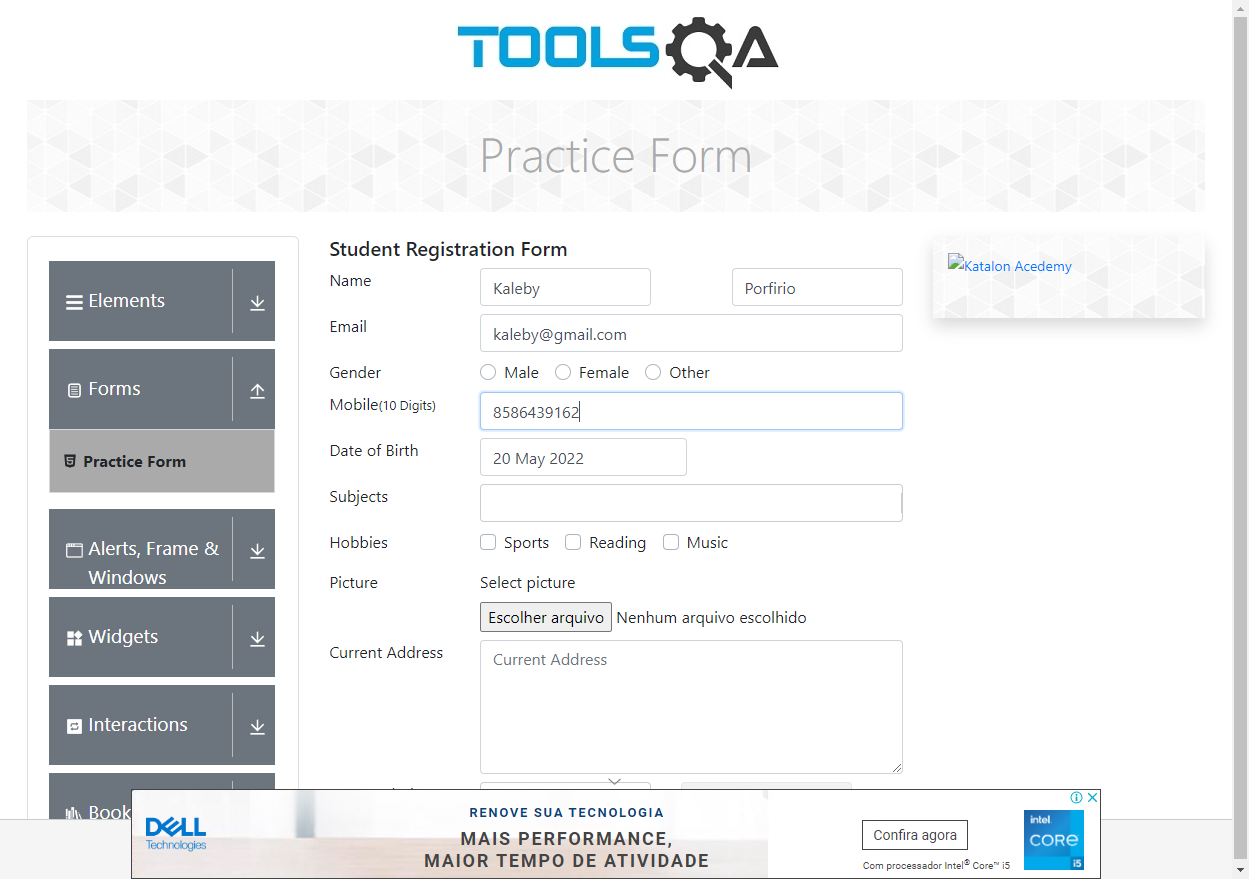 TOOLSQA
Practice Form
Elements
Forms
Practice Form
Alerts, Frame &
Windows
Widgets
Interactions
Book
Student Registration Form
Name
Kaleby
Porfirio
Email
kaleby@gmail.com
Gender
Male
Female
Other
Mobile(10 Digits)
8586439162
Date of Birth
20 May 2022
Subjects
Hobbies
Sports
Reading
Music
Picture
Select picture
Escolher arquivo
Nenhum arquivo escolhido
Current Address
Current Address
Katalon Acedemy
DELL
Technologies
RENOVE SUA TECNOLOGIA
MAIS PERFORMANCE,
MAIOR TEMPO DE ATIVIDADE
Confira agora
Com processador Intel® Core™ i5
intel
CORE
i5